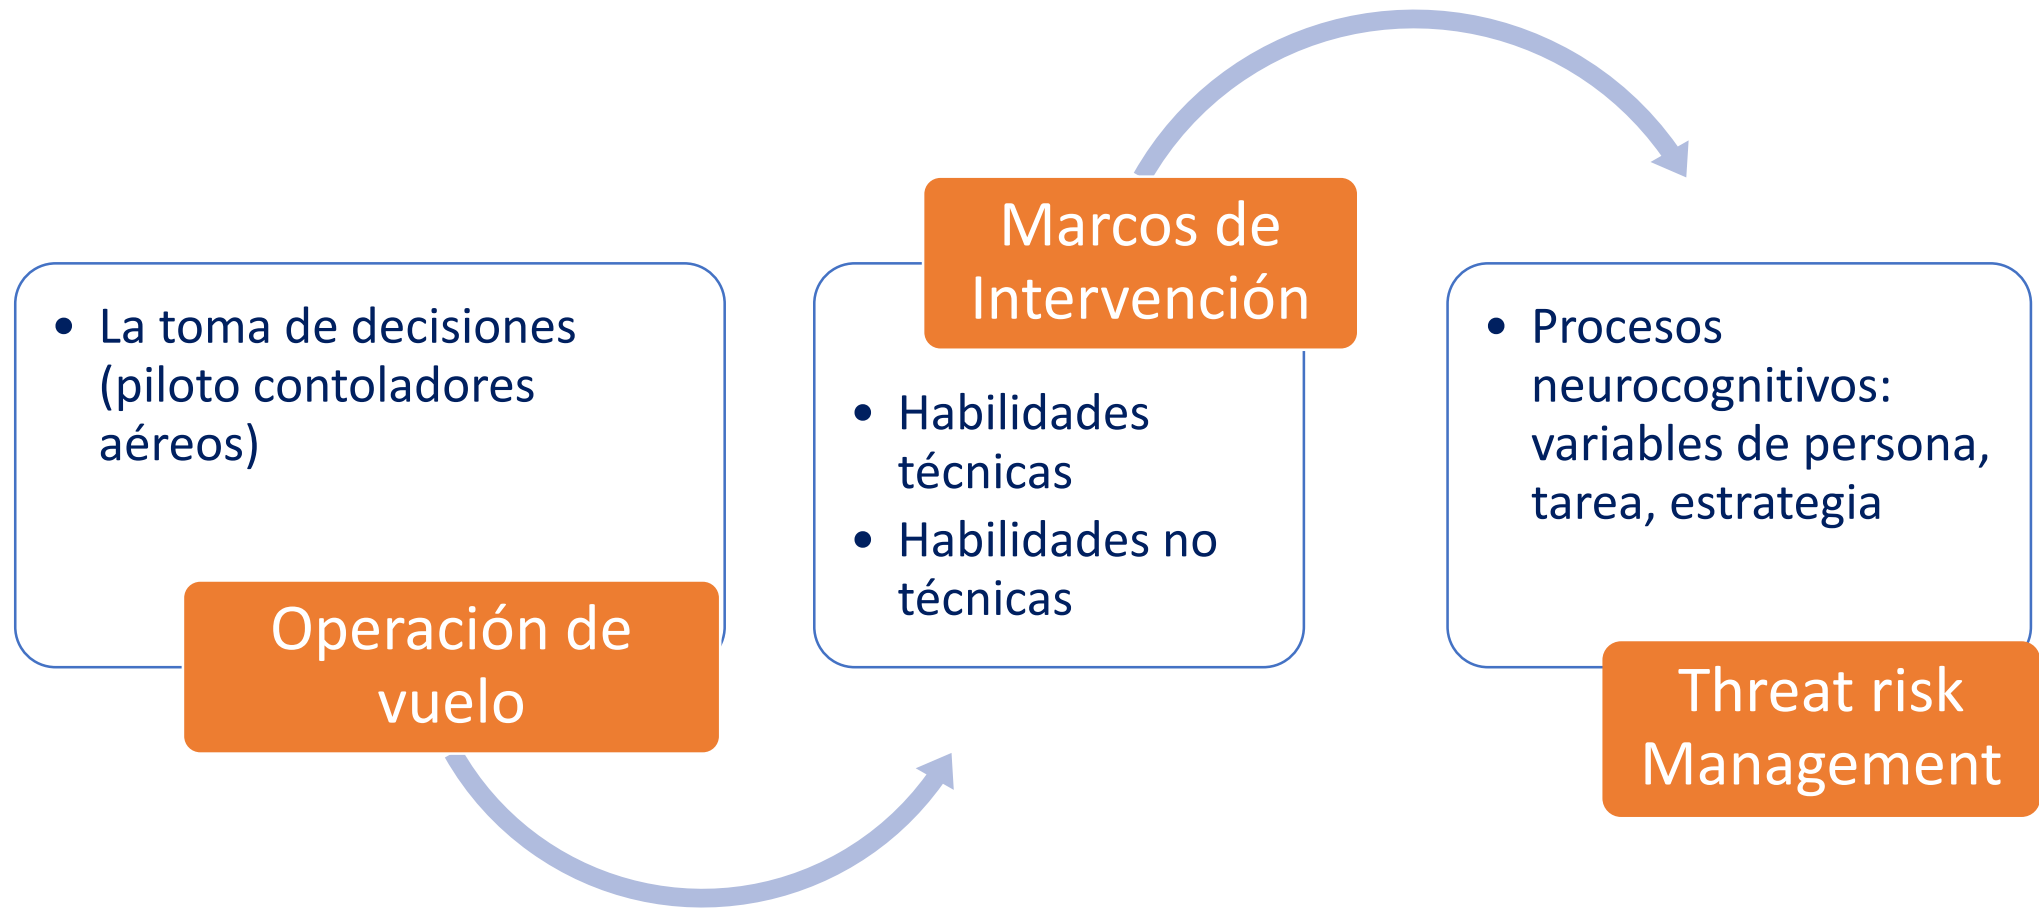 • La toma de decisiones
(piloto contoladores
aéreos)
Operación de
vuelo
Marcos de
Intervención
• Habilidades
técnicas
• Habilidades no
técnicas
• Procesos
neurocognitivos:
variables de persona,
tarea, estrategia
Threat risk
Management